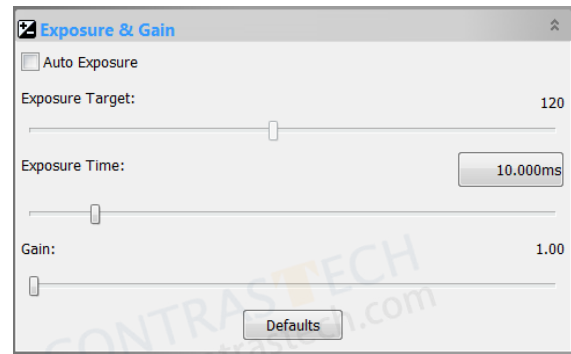 Exposure & Gain
Auto Exposure
Exposure Target: 120
Exposure Time: 10.000ms
Gain: 1.00
Defaults
CONTRASTECH
contrastech.com